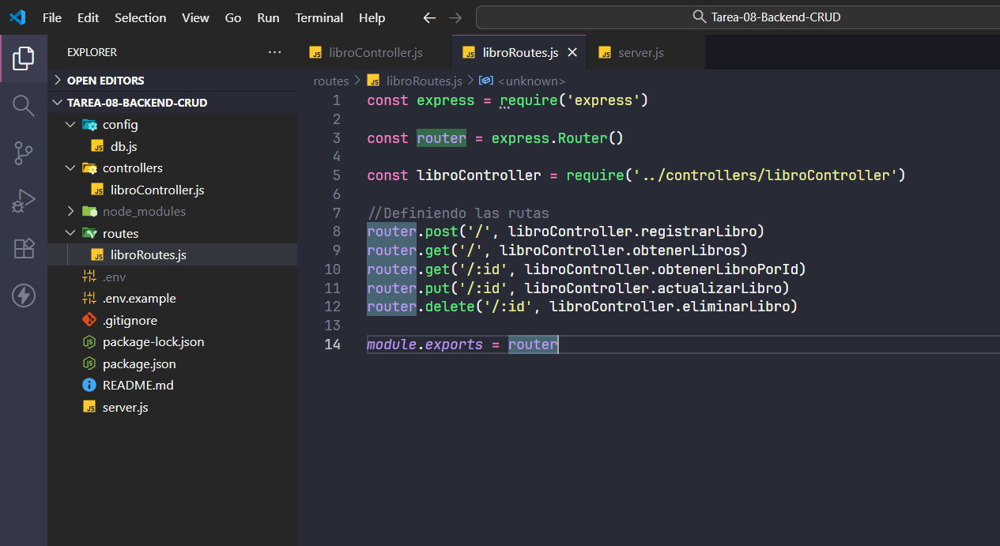 File Edit Selection View Go Run Terminal Help
Tarea-08-Backend-CRUD
EXPLORER
OPEN EDITORS
TAREA-08-BACKEND-CRUD
config
db.js
controllers
libroController.js
node_modules
routes
libroRoutes.js
.env
.env.example
.gitignore
package-lock.json
package.json
README.md
server.js
libroController.js libroRoutes.js server.js
routes > libroRoutes.js > <unknown>
1 const express = require('express')
2
3 const router = express.Router()
4
5 const libroController = require('../controllers/libroController')
6
7 //Definiendo las rutas
8 router.post('/', libroController.registrarLibro)
9 router.get('/', libroController.obtenerLibros)
10 router.get('/:id', libroController.obtenerLibroPorId)
11 router.put('/:id', libroController.actualizarLibro)
12 router.delete('/:id', libroController.eliminarLibro)
13
14 module.exports = router